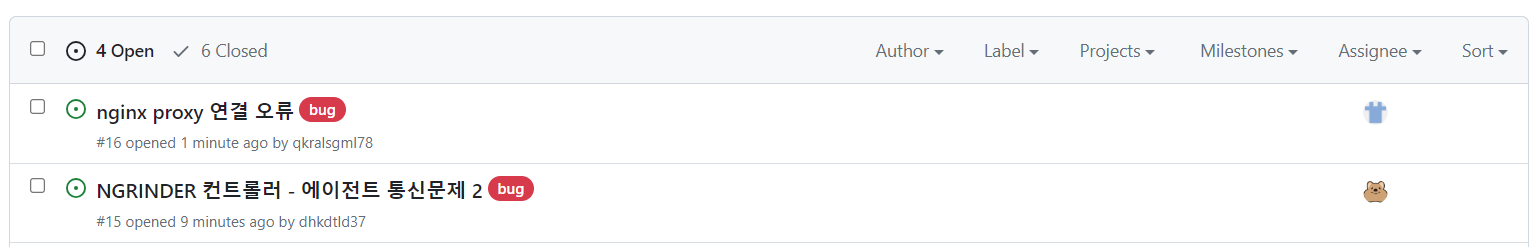 4 Open 6 Closed Author Label Projects Milestones Assignee Sort
nginx proxy 연결 오류 bug
#16 opened 1 minute ago by qkralsgml78
NGRINDER 컨트롤러 - 에이전트 통신문제 2 bug
#15 opened 9 minutes ago by dhkdtld37